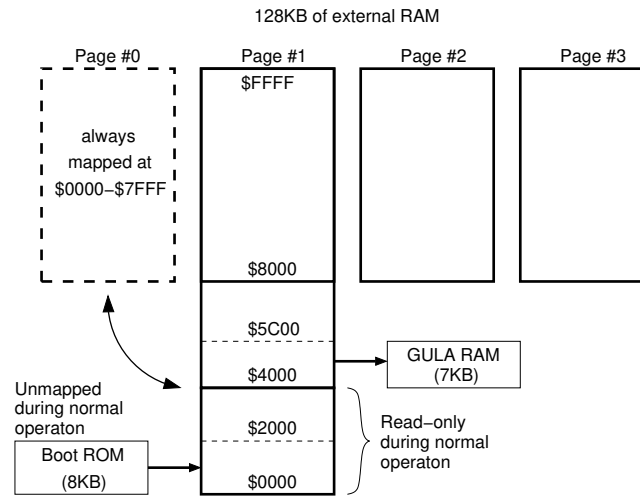 128KB of external RAM
Page #0
Page #1
Page #2
Page #3
$FFFF
always
mapped at
$0000−$7FFF
$8000
$5C00
$4000
GULA RAM
(7KB)
Unmapped
during normal
operaton
$2000
Read−only
during normal
operaton
Boot ROM
(8KB)
$0000